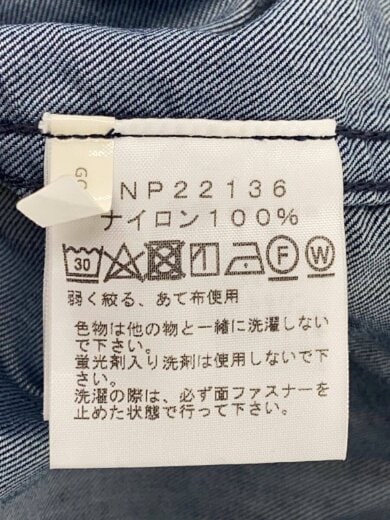 GO
NP22136
ナイロン100%
30 F W
弱く絞る、あて布使用
色物は他の物と一緒に洗濯しない
で下さい。
蛍光剤入り洗剤は使用しないで下
さい。
洗濯の際は、必ず面ファスナーを
止めた状態で行って下さい。